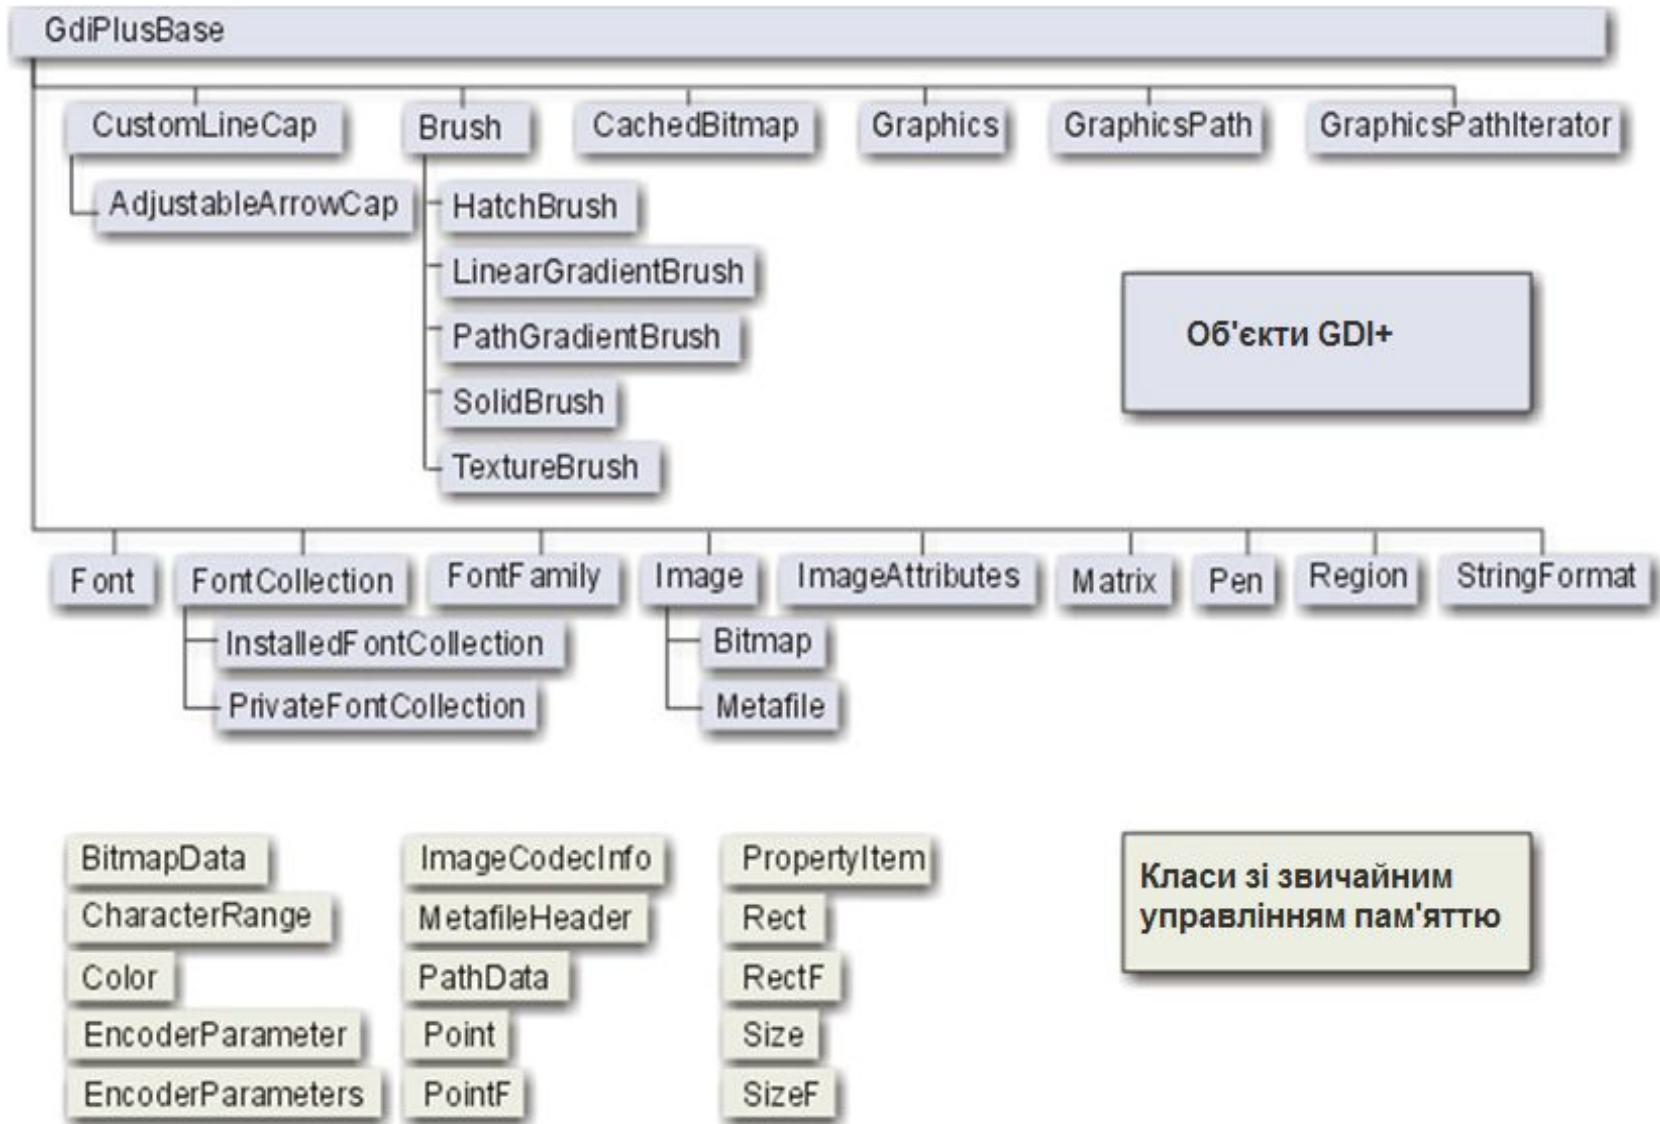 GdiPlusBase
CustomLineCap
Brush
CachedBitmap
Graphics
GraphicsPath
GraphicsPathIterator
AdjustableArrowCap
HatchBrush
LinearGradientBrush
PathGradientBrush
SolidBrush
TextureBrush
Об'єкти GDI+
Font
FontCollection
FontFamily
Image
ImageAttributes
Matrix
Pen
Region
StringFormat
InstalledFontCollection
PrivateFontCollection
Bitmap
Metafile
BitmapData
CharacterRange
Color
EncoderParameter
EncoderParameters
ImageCodecInfo
MetafileHeader
PathData
Point
PointF
PropertyItem
Rect
RectF
Size
SizeF
Класи зі звичайним
управлінням пам'яттю